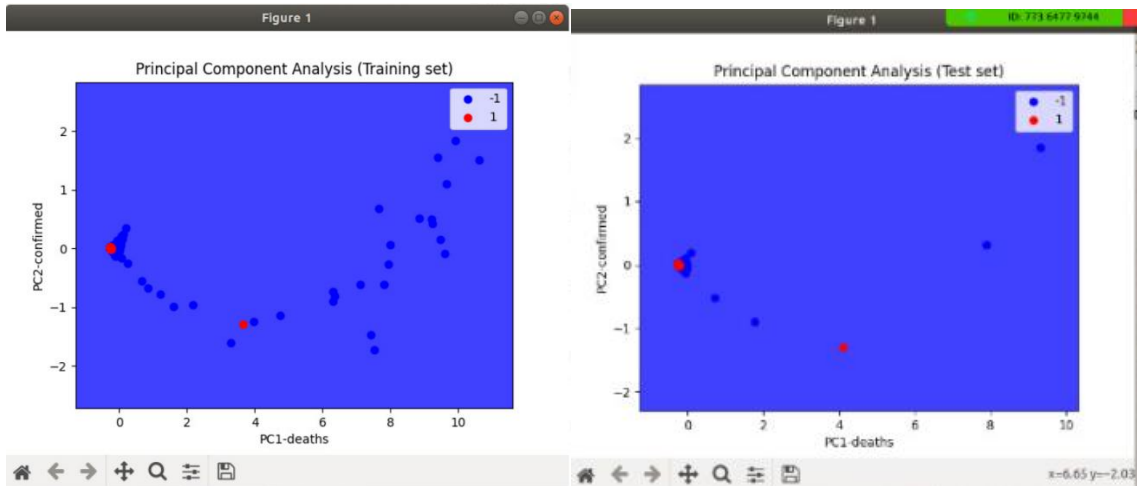 Figure 1
Principal Component Analysis (Training set)
-1
1
2
1
0
−1
−2
PC2-confirmed
0 2 4 6 8 10
PC1-deaths
Figure 1
ID: 773 6477 9744
Principal Component Analysis (Test set)
-1
1
2
1
0
−1
−2
PC2-confirmed
0 2 4 6 8 10
PC1-deaths
x=6.65 y=−2.03